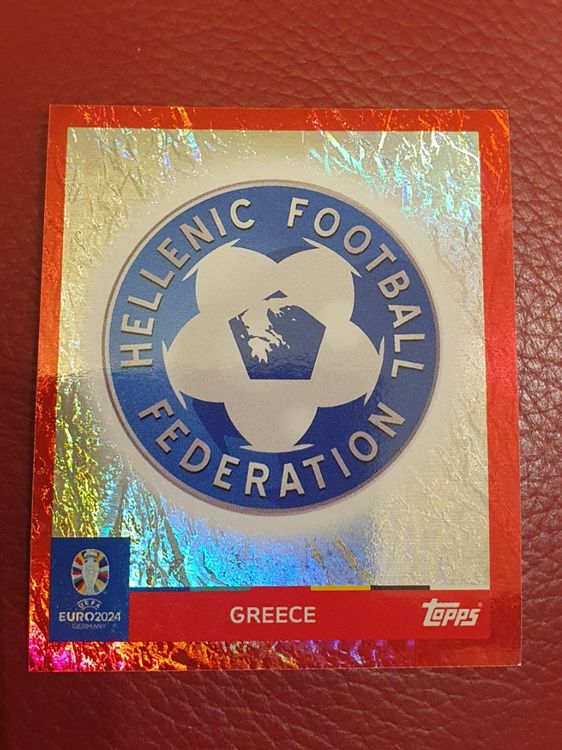 HELLENIC FOOTBALL
FEDERATION
UEFA
EURO2024
GERMANY
GREECE
topps